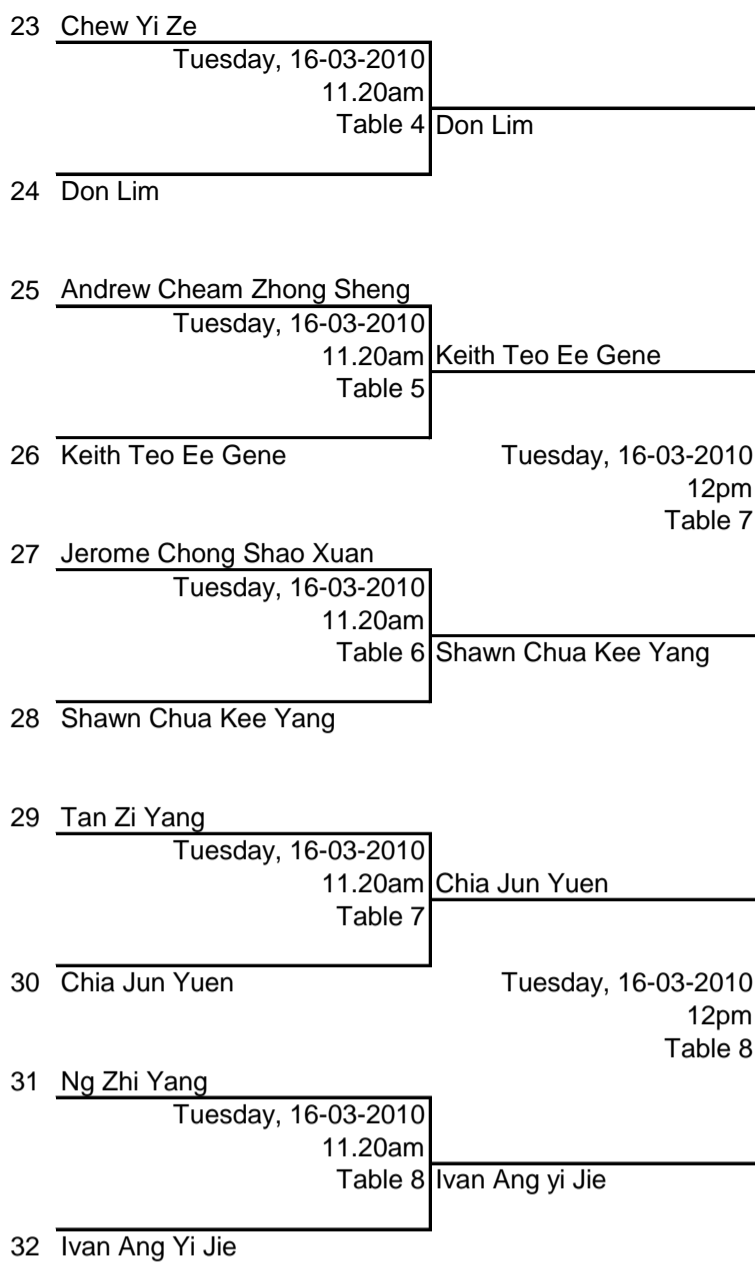 23 Chew Yi Ze
Tuesday, 16-03-2010
11.20am
Table 4 Don Lim
24 Don Lim
25 Andrew Cheam Zhong Sheng
Tuesday, 16-03-2010
11.20am Keith Teo Ee Gene
Table 5
26 Keith Teo Ee Gene Tuesday, 16-03-2010
12pm
Table 7
27 Jerome Chong Shao Xuan
Tuesday, 16-03-2010
11.20am
Table 6 Shawn Chua Kee Yang
28 Shawn Chua Kee Yang
29 Tan Zi Yang
Tuesday, 16-03-2010
11.20am Chia Jun Yuen
Table 7
30 Chia Jun Yuen Tuesday, 16-03-2010
12pm
Table 8
31 Ng Zhi Yang
Tuesday, 16-03-2010
11.20am
Table 8 Ivan Ang yi Jie
32 Ivan Ang Yi Jie